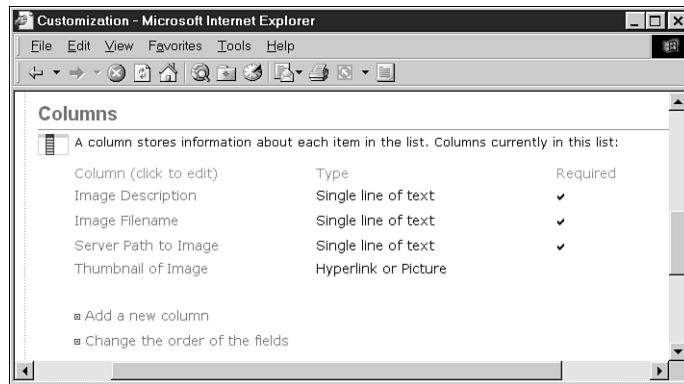 Customization - Microsoft Internet Explorer
File Edit View Favorites Tools Help
Columns
A column stores information about each item in the list. Columns currently in this list:
Column (click to edit) Type Required
Image Description Single line of text
Image Filename Single line of text
Server Path to Image Single line of text
Thumbnail of Image Hyperlink or Picture
Add a new column
Change the order of the fields